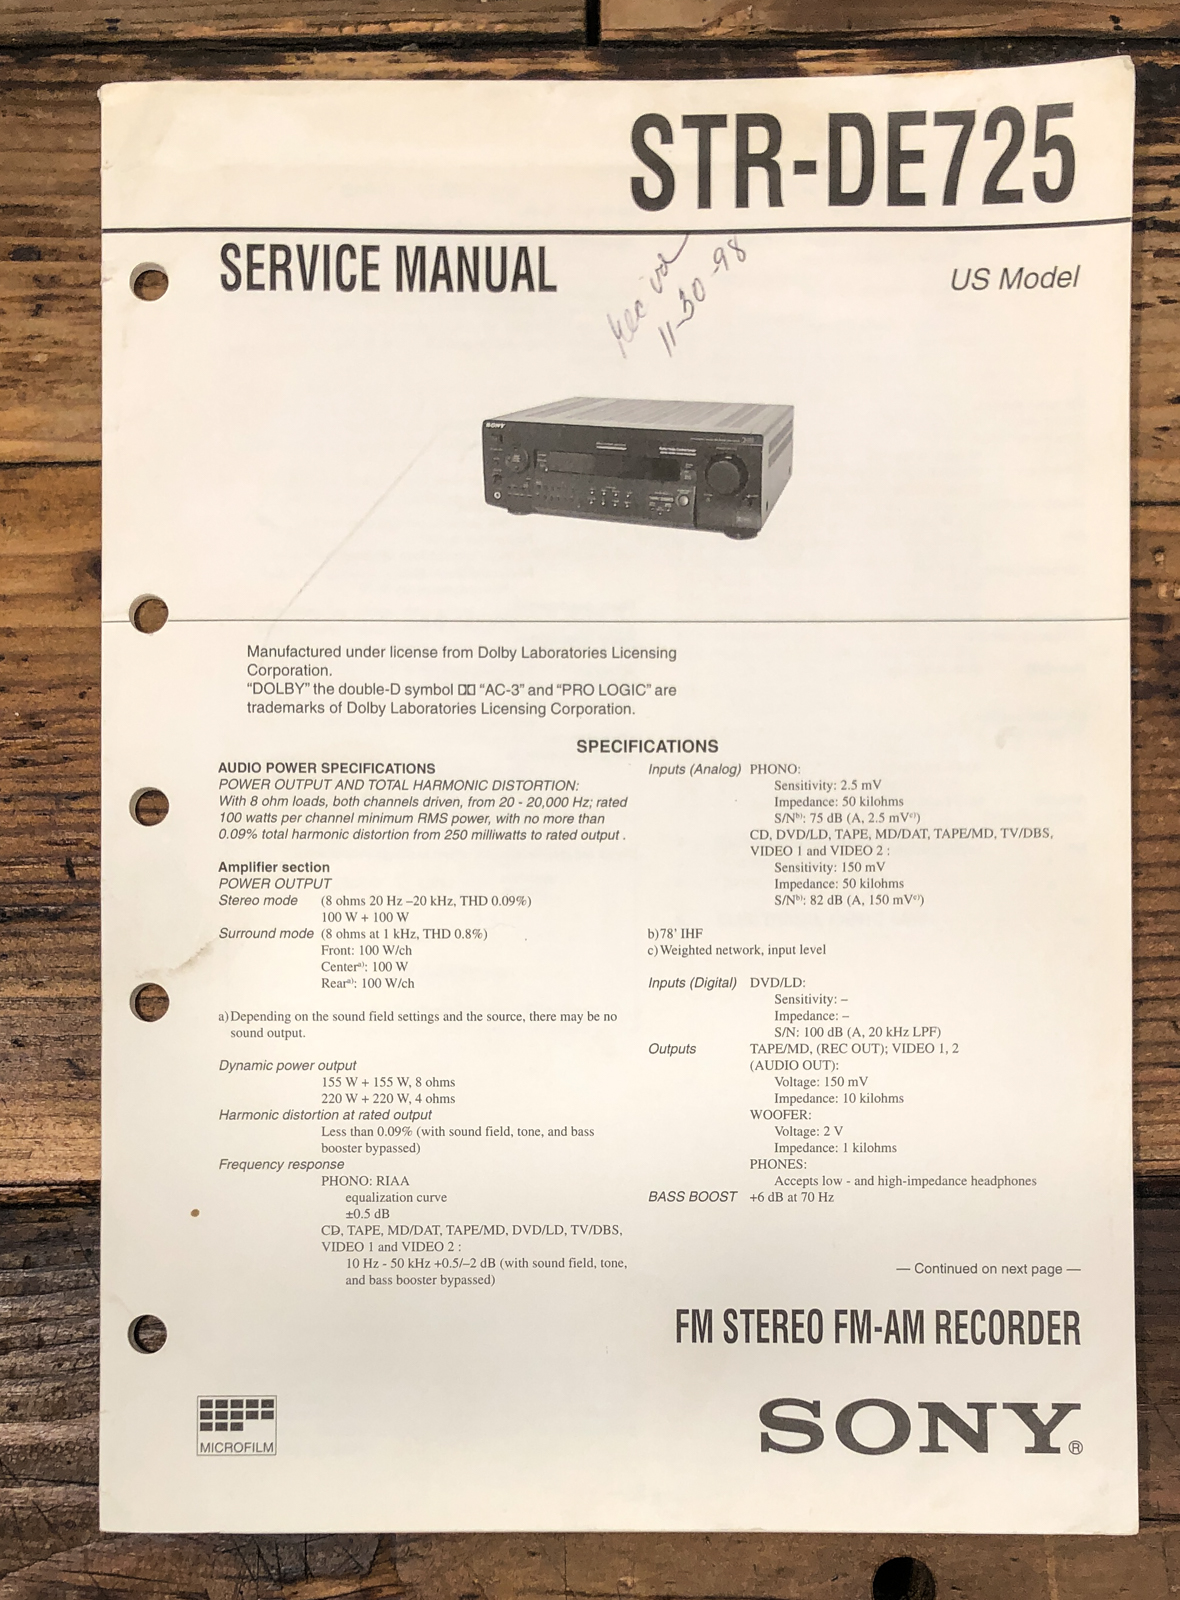 STR-DE725
SERVICE MANUAL
US Model
11-30-98
SONY
Manufactured under license from Dolby Laboratories Licensing
Corporation.
“DOLBY” the double-D symbol “AC-3” and “PRO LOGIC” are
trademarks of Dolby Laboratories Licensing Corporation.
SPECIFICATIONS
AUDIO POWER SPECIFICATIONS
POWER OUTPUT AND TOTAL HARMONIC DISTORTION:
With 8 ohm loads, both channels driven, from 20 - 20,000 Hz; rated
100 watts per channel minimum RMS power, with no more than
0.09% total harmonic distortion from 250 milliwatts to rated output .
Amplifier section
POWER OUTPUT
Stereo mode (8 ohms 20 Hz –20 kHz, THD 0.09%)
100 W + 100 W
Surround mode (8 ohms at 1 kHz, THD 0.8%)
Front: 100 W/ch
Center a): 100 W
Rear a): 100 W/ch
a) Depending on the sound field settings and the source, there may be no
sound output.
Dynamic power output
155 W + 155 W, 8 ohms
220 W + 220 W, 4 ohms
Harmonic distortion at rated output
Less than 0.09% (with sound field, tone, and bass
booster bypassed)
Frequency response
PHONO: RIAA
equalization curve
±0.5 dB
CD, TAPE, MD/DAT, TAPE/MD, DVD/LD, TV/DBS,
VIDEO 1 and VIDEO 2 :
10 Hz - 50 kHz +0.5/–2 dB (with sound field, tone,
and bass booster bypassed)
Inputs (Analog) PHONO:
Sensitivity: 2.5 mV
Impedance: 50 kilohms
S/N b): 75 dB (A, 2.5 mV c))
CD, DVD/LD, TAPE, MD/DAT, TAPE/MD, TV/DBS,
VIDEO 1 and VIDEO 2 :
Sensitivity: 150 mV
Impedance: 50 kilohms
S/N b): 82 dB (A, 150 mV c))
b) 78' IHF
c) Weighted network, input level
Inputs (Digital) DVD/LD:
Sensitivity: –
Impedance: –
S/N: 100 dB (A, 20 kHz LPF)
Outputs TAPE/MD, (REC OUT); VIDEO 1, 2
(AUDIO OUT):
Voltage: 150 mV
Impedance: 10 kilohms
WOOFER:
Voltage: 2 V
Impedance: 1 kilohms
PHONES:
Accepts low - and high-impedance headphones
BASS BOOST +6 dB at 70 Hz
— Continued on next page —
FM STEREO FM-AM RECORDER
MICROFILM
SONY®